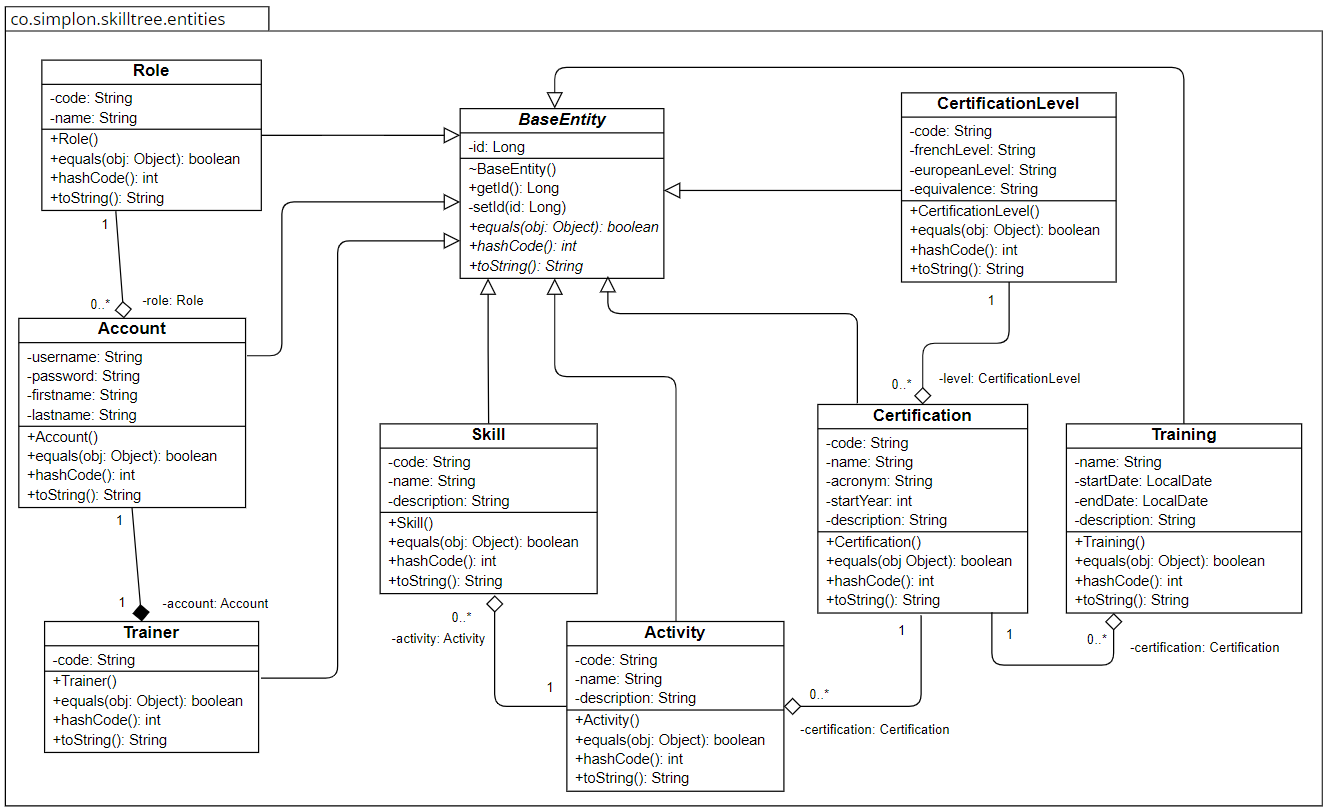 co.simplon.skilltree.entities
Role
-code: String
-name: String
+Role()
+equals(obj: Object): boolean
+hashCode(): int
+toString(): String
1
0..*
-role: Role
Account
-username: String
-password: String
-firstname: String
-lastname: String
+Account()
+equals(obj: Object): boolean
+hashCode(): int
+toString(): String
1
1
-account: Account
Trainer
-code: String
+Trainer()
+equals(obj: Object): boolean
+hashCode(): int
+toString(): String
BaseEntity
-id: Long
~BaseEntity()
+getId(): Long
-setId(id: Long)
+equals(obj: Object): boolean
+hashCode(): int
+toString(): String
Skill
-code: String
-name: String
-description: String
+Skill()
+equals(obj: Object): boolean
+hashCode(): int
+toString(): String
0..*
-activity: Activity
1
Activity
-code: String
-name: String
-description: String
+Activity()
+equals(obj: Object): boolean
+hashCode(): int
+toString(): String
0..*
-certification: Certification
1
CertificationLevel
-code: String
-frenchLevel: String
-europeanLevel: String
-equivalence: String
+CertificationLevel()
+equals(obj: Object): boolean
+hashCode(): int
+toString(): String
1
0..*
-level: CertificationLevel
Certification
-code: String
-name: String
-acronym: String
-startYear: int
-description: String
+Certification()
+equals(obj Object): boolean
+hashCode(): int
+toString(): String
1
Training
-name: String
-startDate: LocalDate
-endDate: LocalDate
-description: String
+Training()
+equals(obj: Object): boolean
+hashCode(): int
+toString(): String
0..*
-certification: Certification